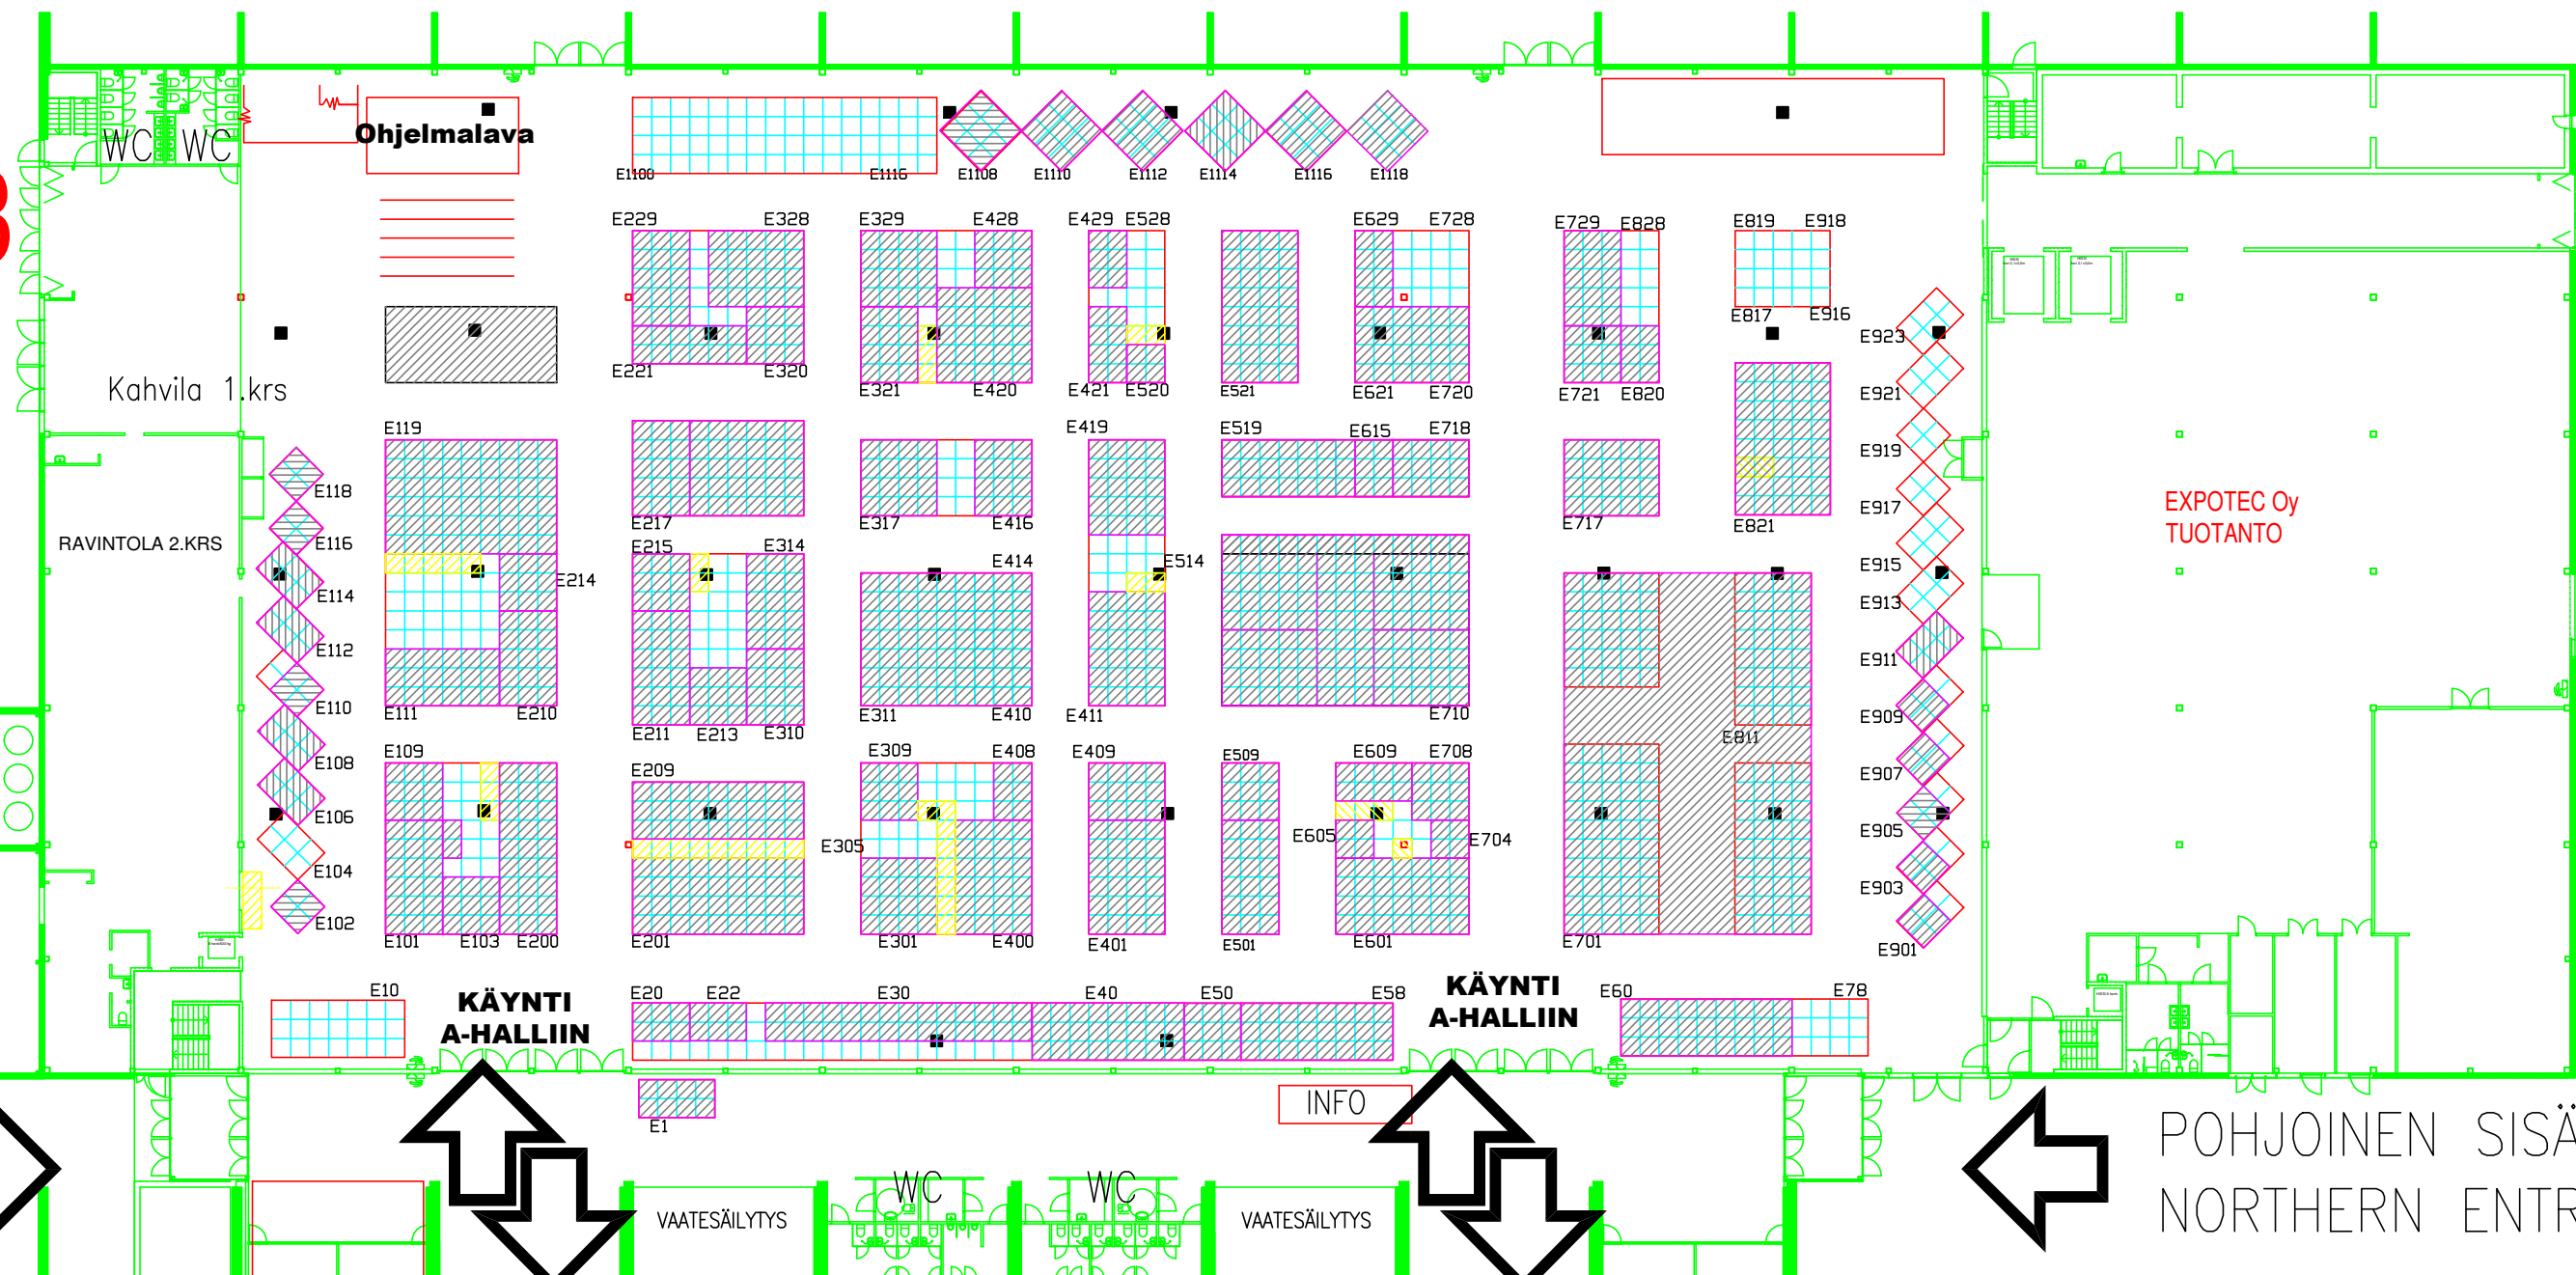 WC WC
Ohjelmalava
E1100 E1116 E1108 E1110 E1112 E1114 E1116 E1118
E229 E328 E329 E428 E429 E528 E629 E728 E729 E828 E819 E918
E817 E916
E923
E221 E320 E321 E420 E421 E520 E521 E621 E720 E721 E820 E921
Kahvila 1.krs
E119 E419 E519 E615 E718
E919
E118
E917
E217 E317 E416 E717 E821
EXPOTEC Oy
TUOTANTO
RAVINTOLA 2.KRS
E116 E215 E314
E414 E514 E915
E214
E114 E913
E112 E911
E110 E111 E210 E311 E410 E411 E710
E909
E211 E213 E310 E811
E109 E309 E408 E409 E509 E609 E708
E108 E209 E907
E106
E905
E305 E605 E704
E104
E903
E102
E101 E103 E200 E201 E301 E400 E401 E501 E601 E701
E901
E10 E20 E22 E30 E40 E50 E58 E60 E78
KÄYNTI
A-HALLIIN
KÄYNTI
A-HALLIIN
INFO
E1
POHJOINEN SISÄ
NORTHERN ENTR
WC WC
VAATESÄILYTYS VAATESÄILYTYS